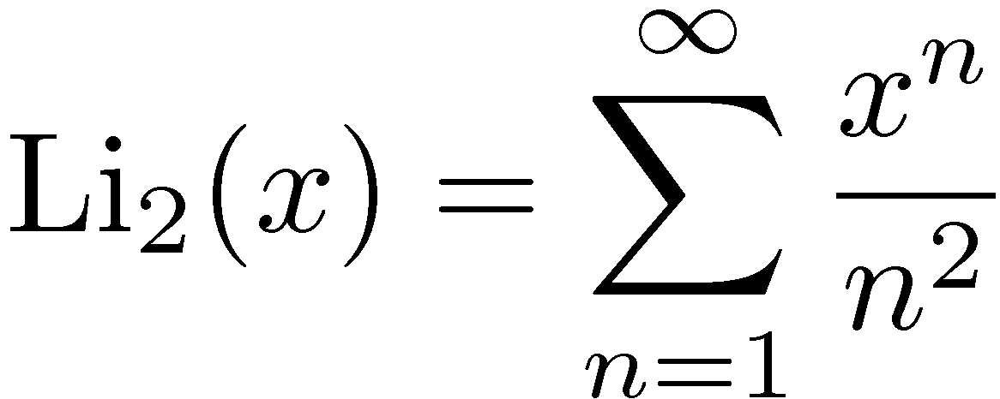 Li₂(x) = ∑_{n=1}^{∞} xⁿ/n²